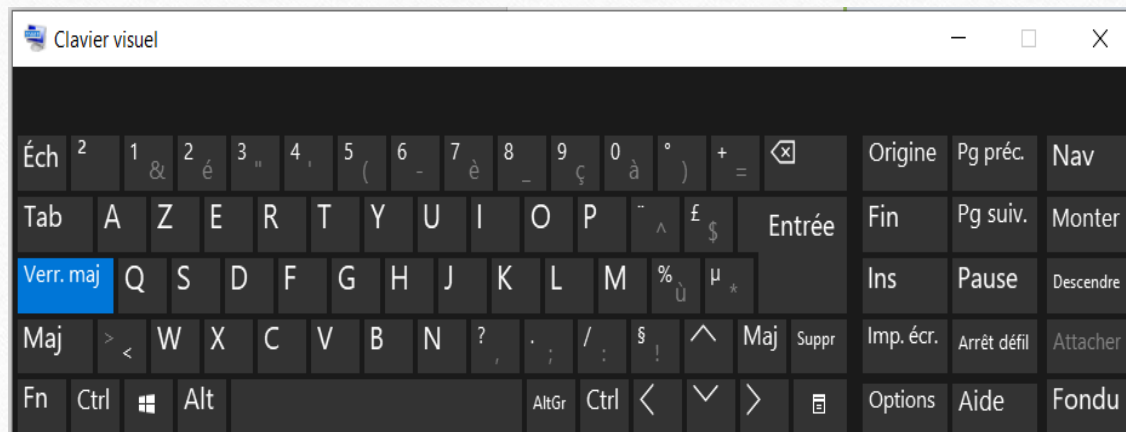 Clavier visuel
Éch ² 1 & 2 é 3 " 4 ' 5 ( 6 - 7 è 8 _ 9 ç 0 à ° ) + = Origine Pg préc. Nav
Tab A Z E R T Y U I O P ¨ ^ £ $ Entrée Fin Pg suiv. Monter
Verr. maj Q S D F G H J K L M % ù µ * Ins Pause Descendre
Maj > < W X C V B N ? , . ; / : § ! Maj Suppr Imp. écr. Arrêt défil Attacher
Fn Ctrl Alt AltGr Ctrl Options Aide Fondu